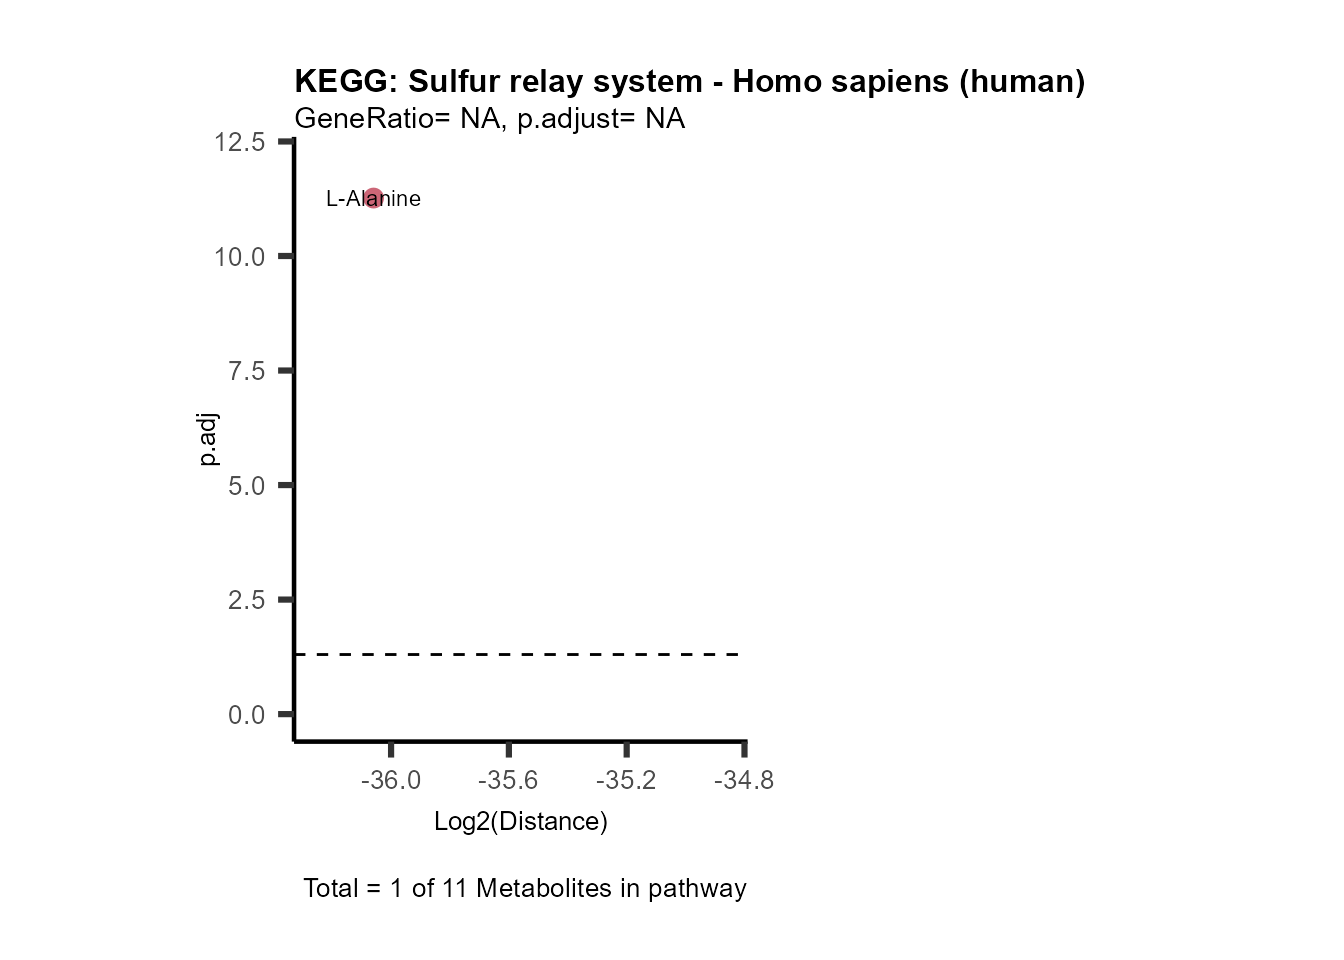 KEGG: Sulfur relay system - Homo sapiens (human)
GeneRatio= NA, p.adjust= NA
12.5
L-Alanine
10.0
7.5
p.adj
5.0
2.5
0.0
-36.0 -35.6 -35.2 -34.8
Log2(Distance)
Total = 1 of 11 Metabolites in pathway